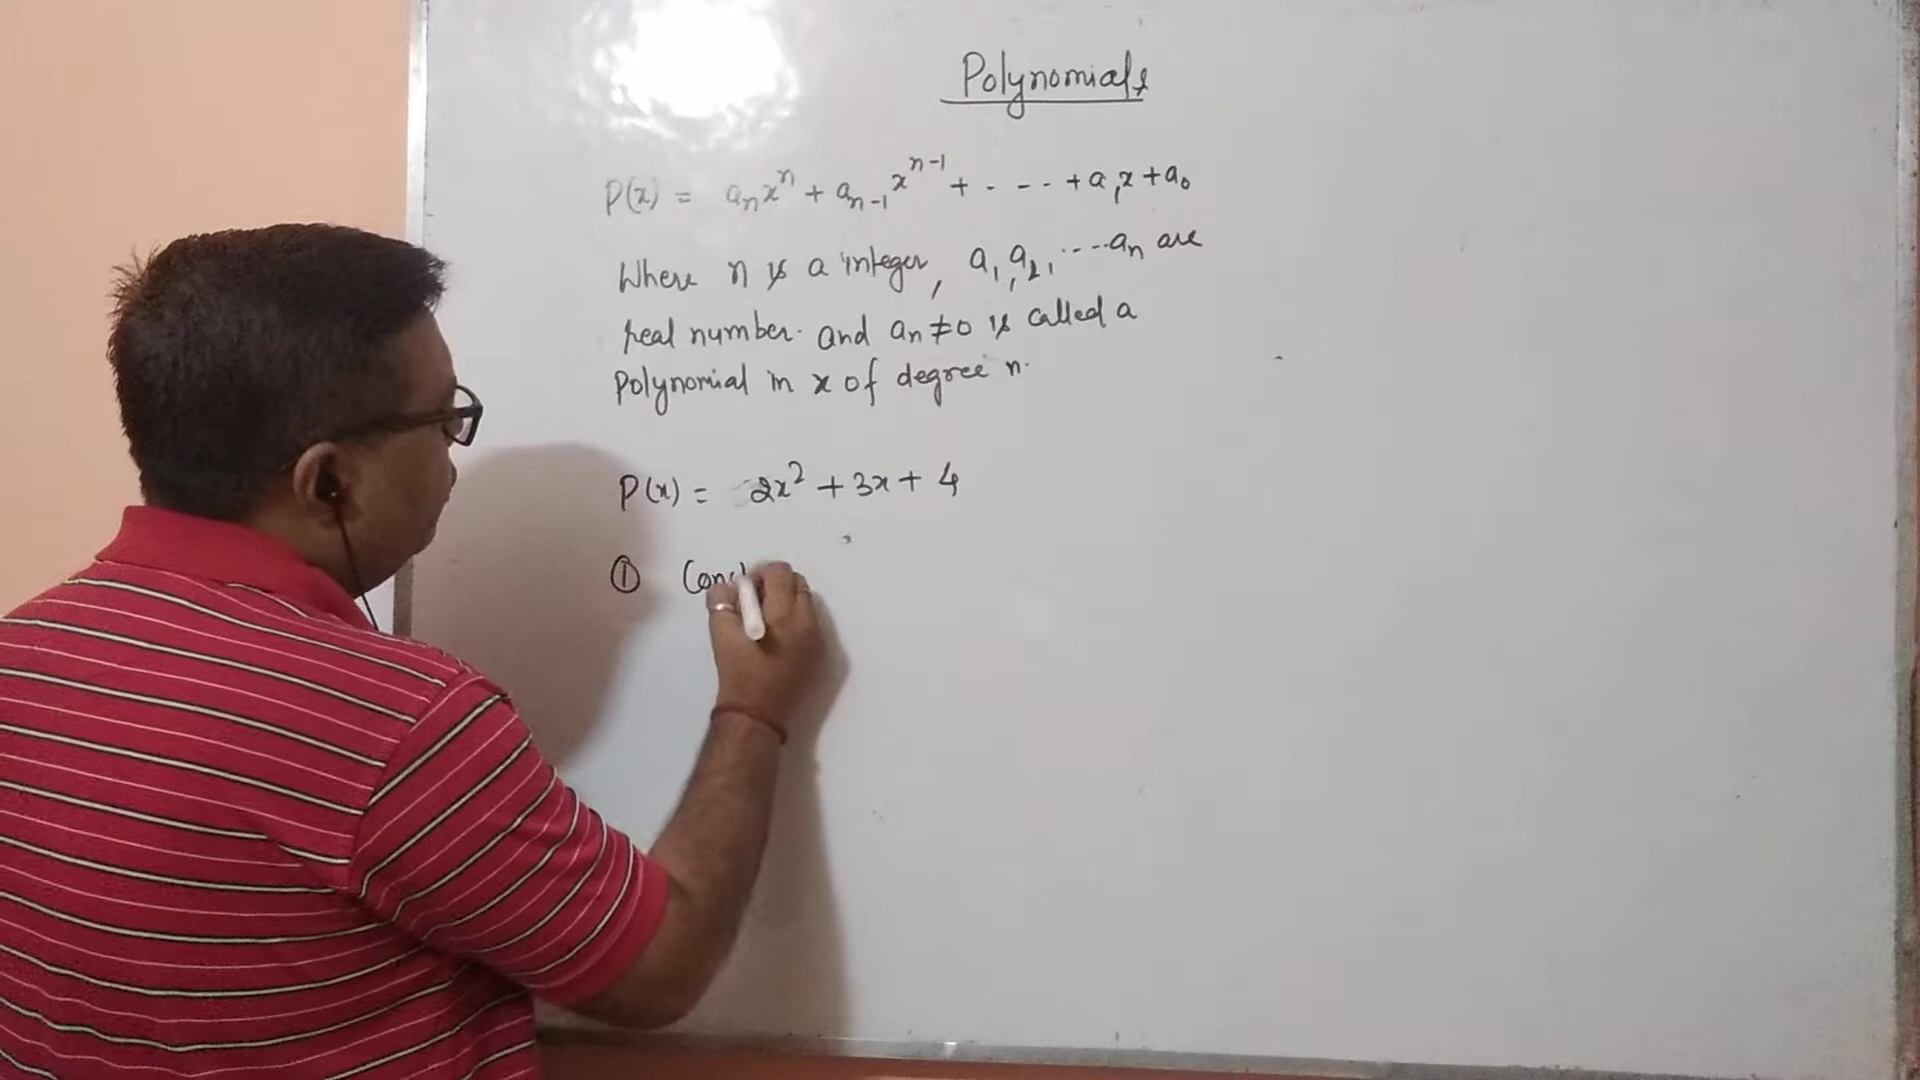 Polynomials
P(x) = aₙxⁿ + aₙ₋₁xⁿ⁻¹ + - - - - + a₁x + a₀
Where n is a integer, a₁, a₂, ----aₙ are
real number. and aₙ ≠ 0 is called a
Polynomial in x of degree n.
P(x) = 2x² + 3x + 4
①